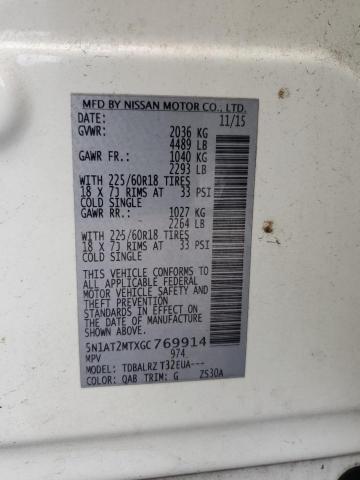 MFD BY NISSAN MOTOR CO., LTD.
DATE: 11/15
GVWR: 2036 KG
4489 LB
GAWR FR.: 1040 KG
2293 LB
WITH 225/60R18 TIRES
18 X 7J RIMS AT 33 PSI
COLD SINGLE
GAWR RR.: 1027 KG
2264 LB
WITH 225/60R18 TIRES
18 X 7J RIMS AT 33 PSI
COLD SINGLE
THIS VEHICLE CONFORMS TO
ALL APPLICABLE FEDERAL
MOTOR VEHICLE SAFETY AND
THEFT PREVENTION
STANDARDS IN EFFECT ON
THE DATE OF MANUFACTURE
SHOWN ABOVE.
5N1AT2MTXGC769914
MPV 974
MODEL: TDBALRZ T32EUA---
COLOR: QAB TRIM: G ZS30A